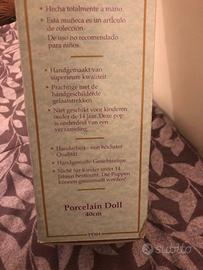 Hecha totalmente a mano.
Esta muñeca es un artículo
de colección.
De uso no recomendado
para niños.
Handgemaakt van
superieure kwaliteit
Prachtige met de
handgeschilderde
gelaatstrekken.
Niet geschikt voor kinderen
onder de 14 jaar. Deze pop
is onderdeel van een
verzameling.
Handarbeit - von höchster
Qualität
Handgemalte Gesichtszüge
Nicht für Kinder unter 14
Jahren bestimmt. Die Puppen
können gesammelt werden!
Porcelain Doll
40cm
subito